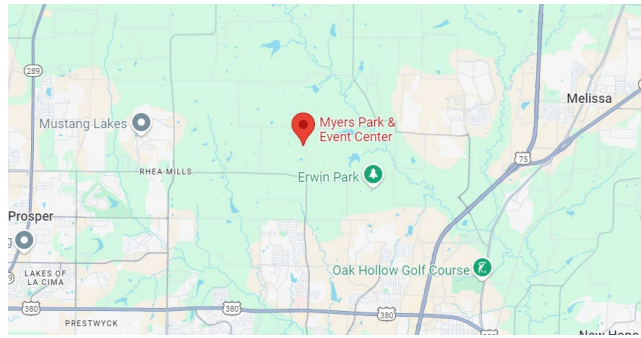 289
Mustang Lakes
Myers Park &
Event Center
Melissa
75
RHEA MILLS
Erwin Park
Prosper
LAKES OF
LA CIMA
Oak Hollow Golf Course
380
380
380
PRESTWYCK